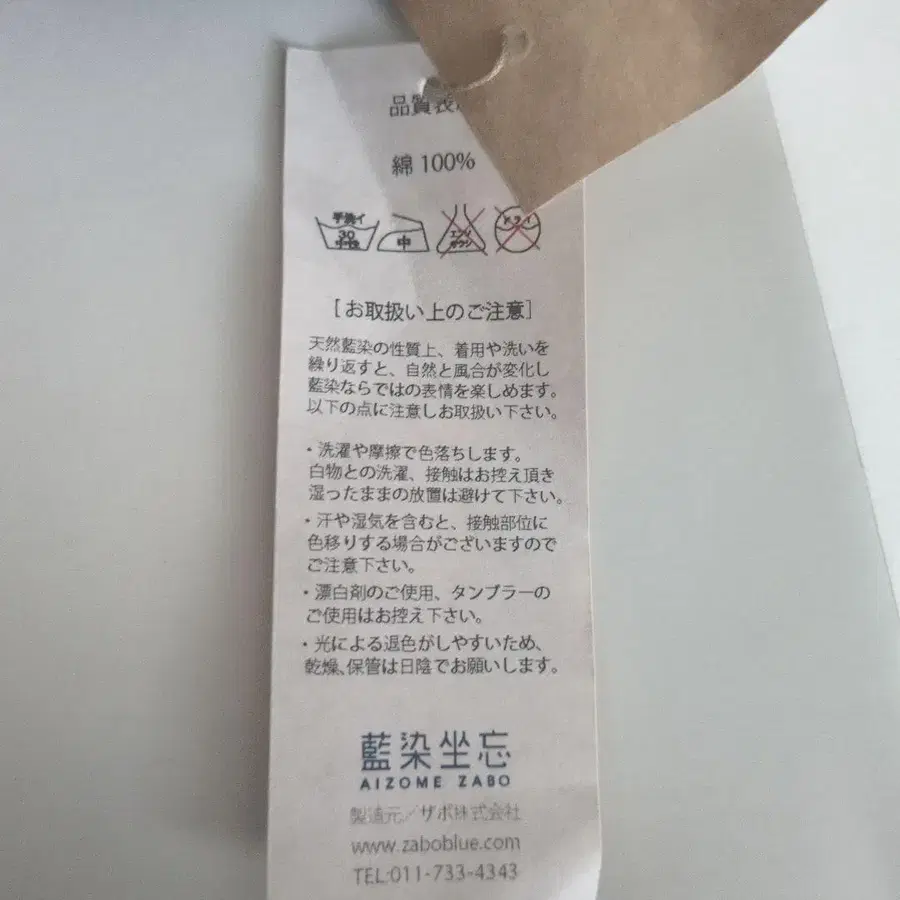 品質表
綿 100%
手洗イ
30
中性
中
エンソ
サラシ
ドライ
[お取扱い上のご注意]
天然藍染の性質上、着用や洗いを
繰り返すと、自然と風合が変化し
藍染ならではの表情を楽しめます。
以下の点に注意しお取扱い下さい。
・洗濯や摩擦で色落ちします。
白物との洗濯、接触はお控え頂き
湿ったままの放置は避けて下さい。
・汗や湿気を含むと、接触部位に
色移りする場合がございますので
ご注意下さい。
・漂白剤のご使用、タンブラーの
ご使用はお控え下さい。
・光による退色がしやすいため、
乾燥、保管は日陰でお願いします。
藍染坐忘
AIZOME ZABO
製造元／ザボ株式会社
www.zaboblue.com
TEL:011-733-4343